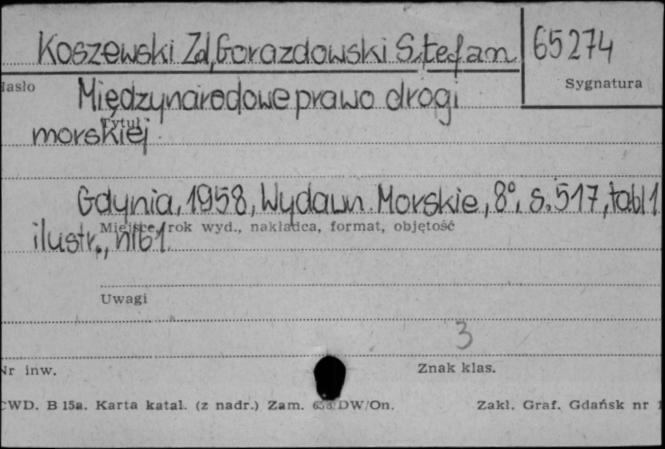 Koszewski Zd, Gorazdowski Stefan 65274
Hasło Sygnatura
Międzynarodowe prawo drogi
Tytuł
morskiej
Gdynia, 1958, Wydawn. Morskie, 8°, s. 517, tabl 1
Miejsce, rok wyd., nakładca, format, objętość
ilustr., nlb 1.
Uwagi
3
Nr inw. Znak klas.
CWD. B 15a. Karta katal. (z nadr.) Zam. DW/On. Zakl. Graf. Gdańsk nr